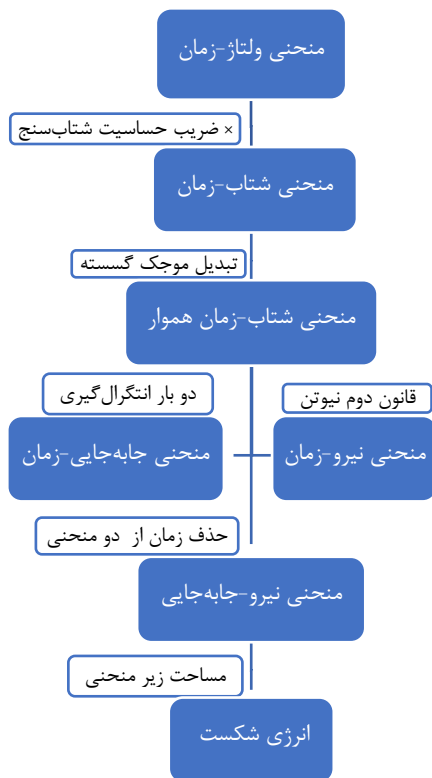 منحنی ولتاژ-زمان
× ضریب حساسیت شتاب‌سنج
منحنی شتاب-زمان
تبدیل موجک گسسته
منحنی شتاب-زمان هموار
قانون دوم نیوتن
دو بار انتگرال‌گیری
منحنی نیرو-زمان
منحنی جابه‌جایی-زمان
حذف زمان از دو منحنی
منحنی نیرو-جابه‌جایی
مساحت زیر منحنی
انرژی شکست